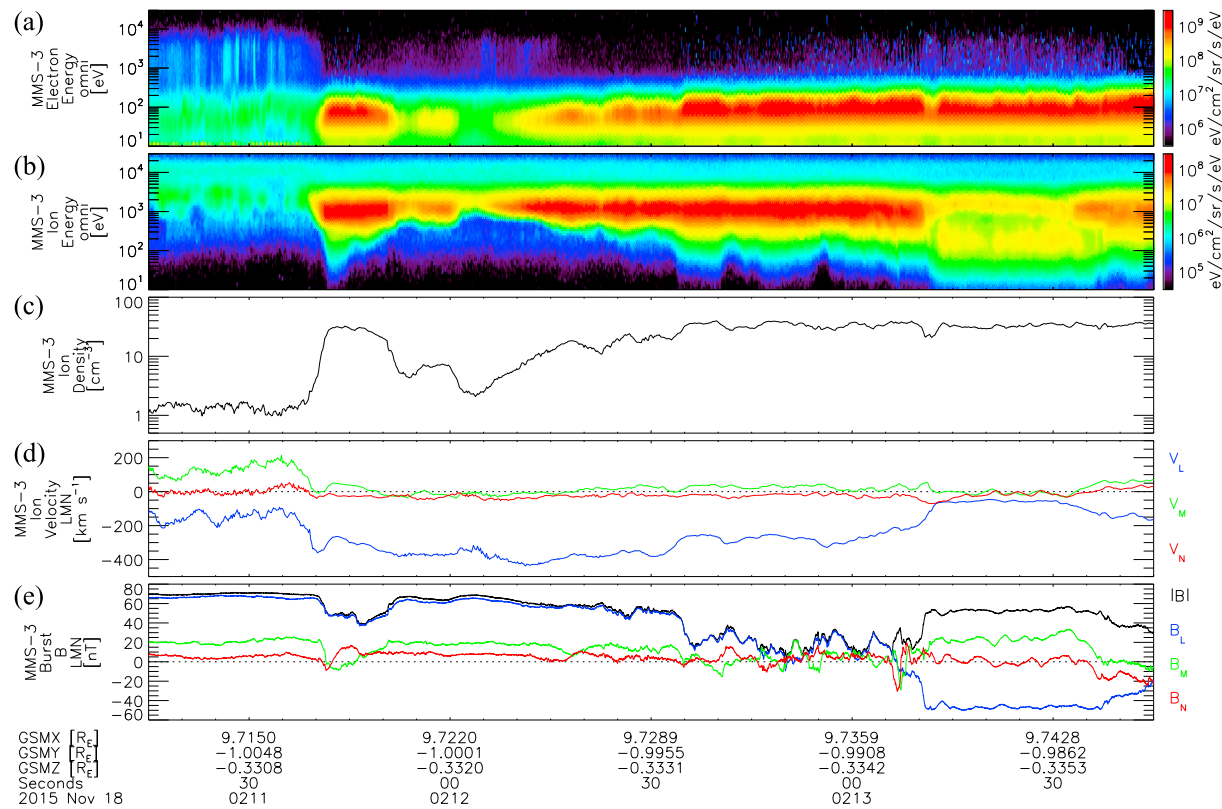 (a)
MMS-3
Electron
Energy
omni
[eV]
10⁴
10³
10²
10¹
10⁹
10⁸
10⁷
10⁶
eV/cm²/sr/s/eV
(b)
MMS-3
Ion
Energy
omni
[eV]
10⁴
10³
10²
10¹
10⁸
10⁷
10⁶
10⁵
eV/cm²/sr/s/eV
(c)
MMS-3
Ion
Density
[cm⁻³]
100
10
1
(d)
MMS-3
Ion
Velocity
LMN
[km s⁻¹]
200
0
-200
-400
V_L
V_M
V_N
(e)
MMS-3
Burst
B
LMN
[nT]
80
60
40
20
0
-20
-40
-60
|B|
B_L
B_M
B_N
GSMX [R_E] 9.7150 9.7220 9.7289 9.7359 9.7428
GSMY [R_E] -1.0048 -1.0001 -0.9955 -0.9908 -0.9862
GSMZ [R_E] -0.3308 -0.3320 -0.3331 -0.3342 -0.3353
Seconds 30 00 30 00 30
2015 Nov 18 0211 0212 0213